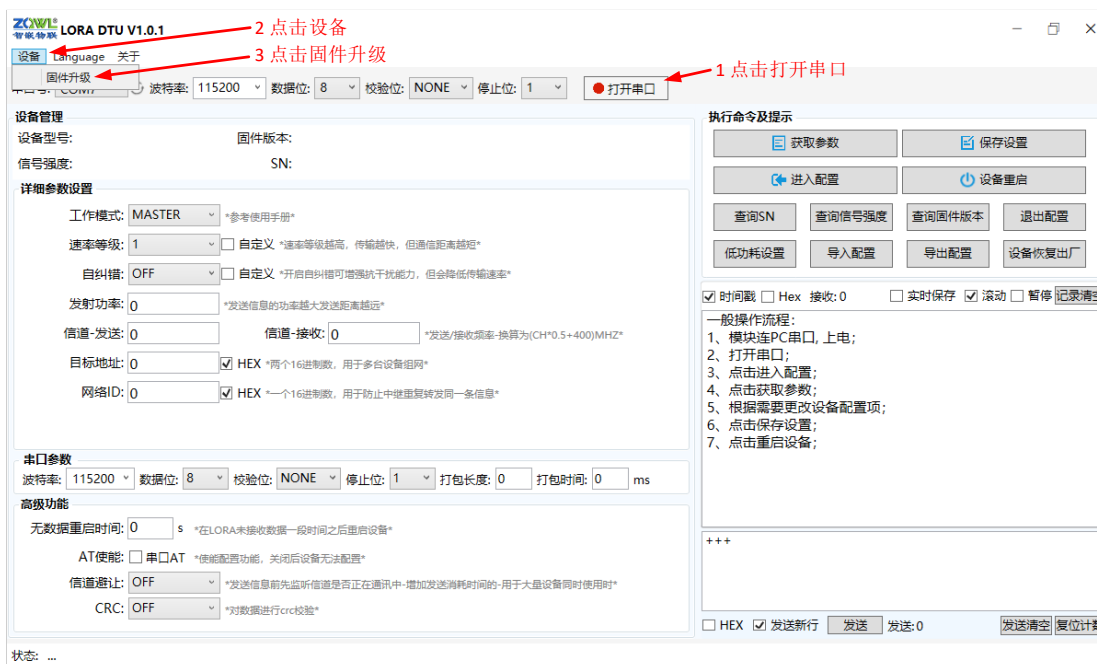 ZQWL
智嵌物联 LORA DTU V1.0.1
2 点击设备
设备 Language 关于
3 点击固件升级
固件升级
1 点击打开串口
串口号: COM7 波特率: 115200 数据位: 8 校验位: NONE 停止位: 1 打开串口
设备管理
设备型号: 固件版本:
信号强度: SN:
详细参数设置
工作模式: MASTER *参考使用手册*
速率等级: 1 自定义 *速率等级越高，传输越快，但通信距离越短*
自纠错: OFF 自定义 *开启自纠错可增强抗干扰能力，但会降低传输速率*
发射功率: 0 *发送信息的功率越大发送距离越远*
信道-发送: 0 信道-接收: 0 *发送/接收频率-换算为(CH*0.5+400)MHZ*
目标地址: 0 HEX *两个16进制数，用于多台设备组网*
网络ID: 0 HEX *一个16进制数，用于防止中继重复转发同一条信息*
串口参数
波特率: 115200 数据位: 8 校验位: NONE 停止位: 1 打包长度: 0 打包时间: 0 ms
高级功能
无数据重启时间: 0 s *在LORA未接收数据一段时间之后重启设备*
AT使能: 串口AT *使能配置功能，关闭后设备无法配置*
信道避让: OFF *发送信息前先监听信道是否正在通讯中-增加发送消耗时间的-用于大量设备同时使用时*
CRC: OFF *对数据进行crc校验*
执行命令及提示
获取参数 保存设置
进入配置 设备重启
查询SN 查询信号强度 查询固件版本 退出配置
低功耗设置 导入配置 导出配置 设备恢复出厂
时间戳 Hex 接收: 0 实时保存 滚动 暂停 记录清空
一般操作流程:
1、模块连PC串口, 上电;
2、打开串口;
3、点击进入配置;
4、点击获取参数;
5、根据需要更改设备配置项;
6、点击保存设置;
7、点击重启设备;
+++
HEX 发送新行 发送 发送: 0 发送清空 复位计数
状态: ...